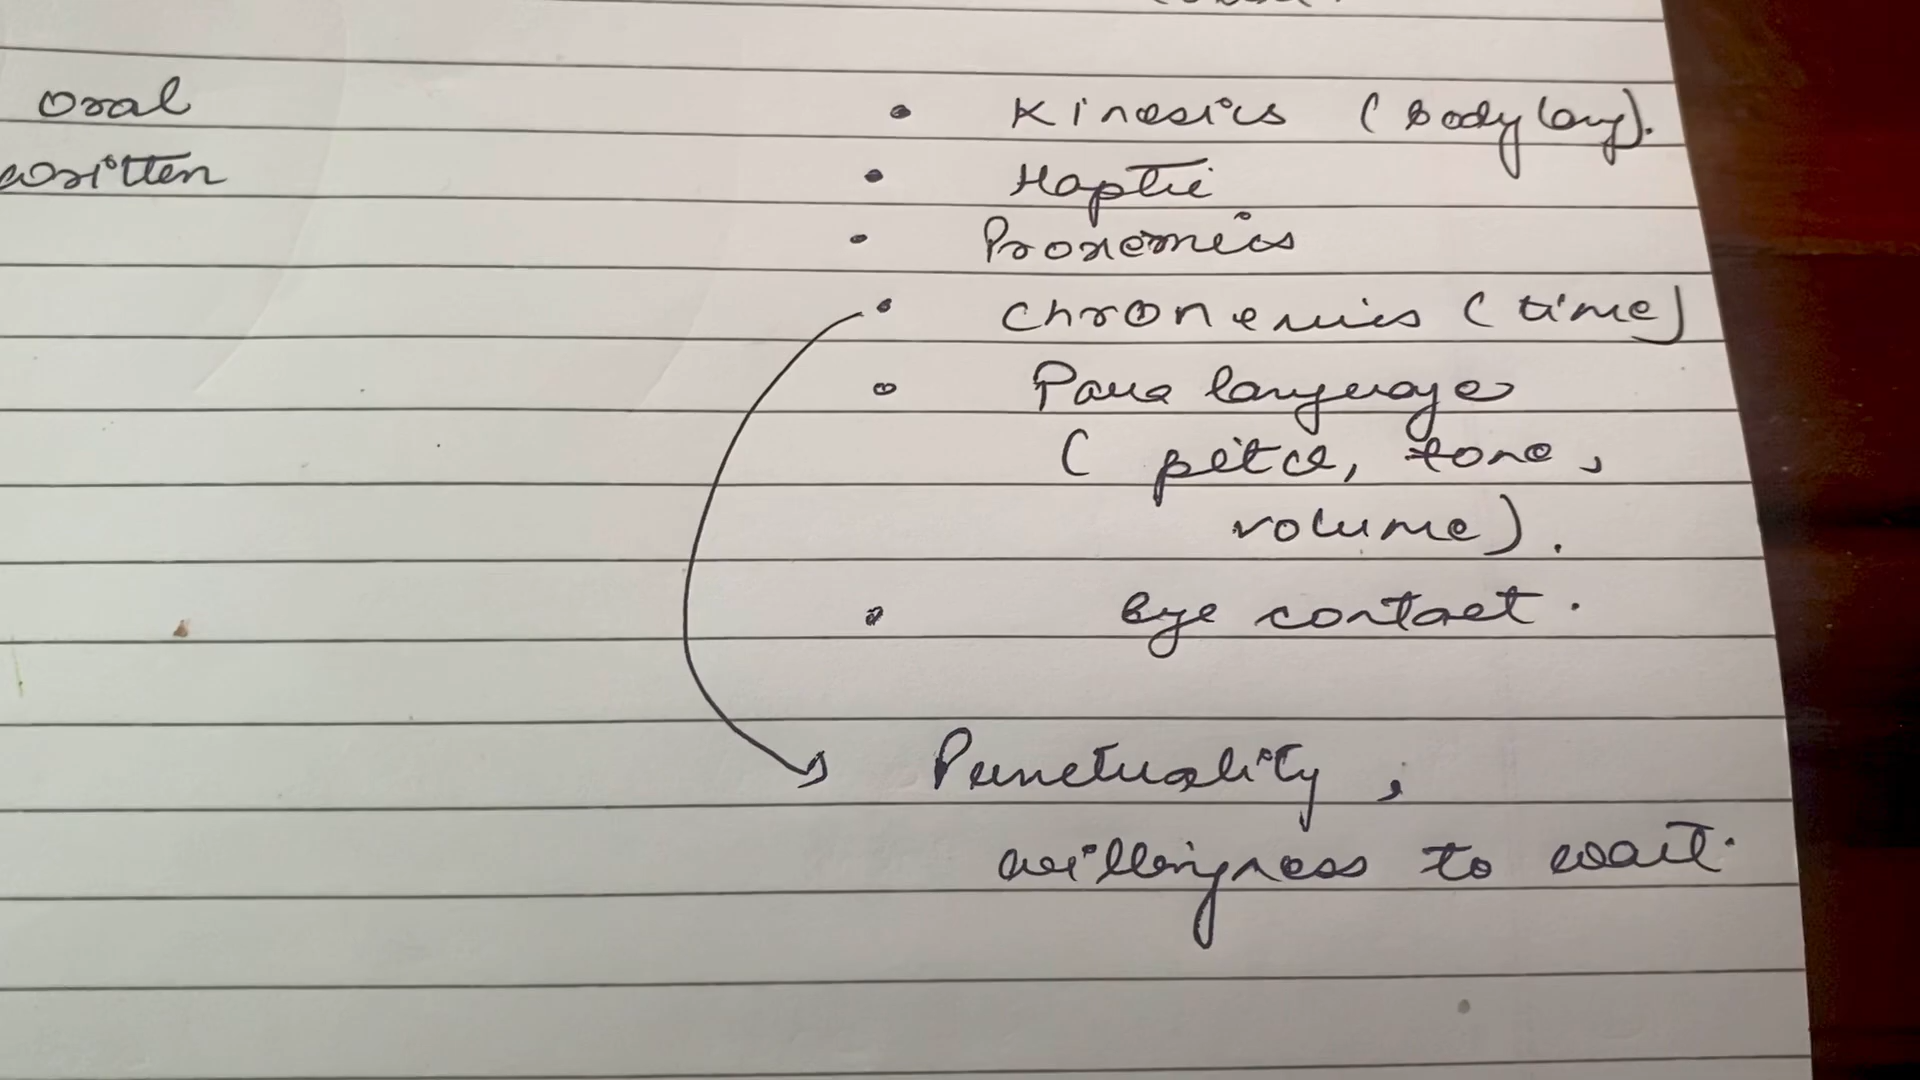 oral
written
• Kinesics (body lang).
• Haptic
• Proxemics
• Chronemics (time)
• Para language
( pitch, tone,
volume).
• Eye contact.
Punctuality,
willingness to wait.